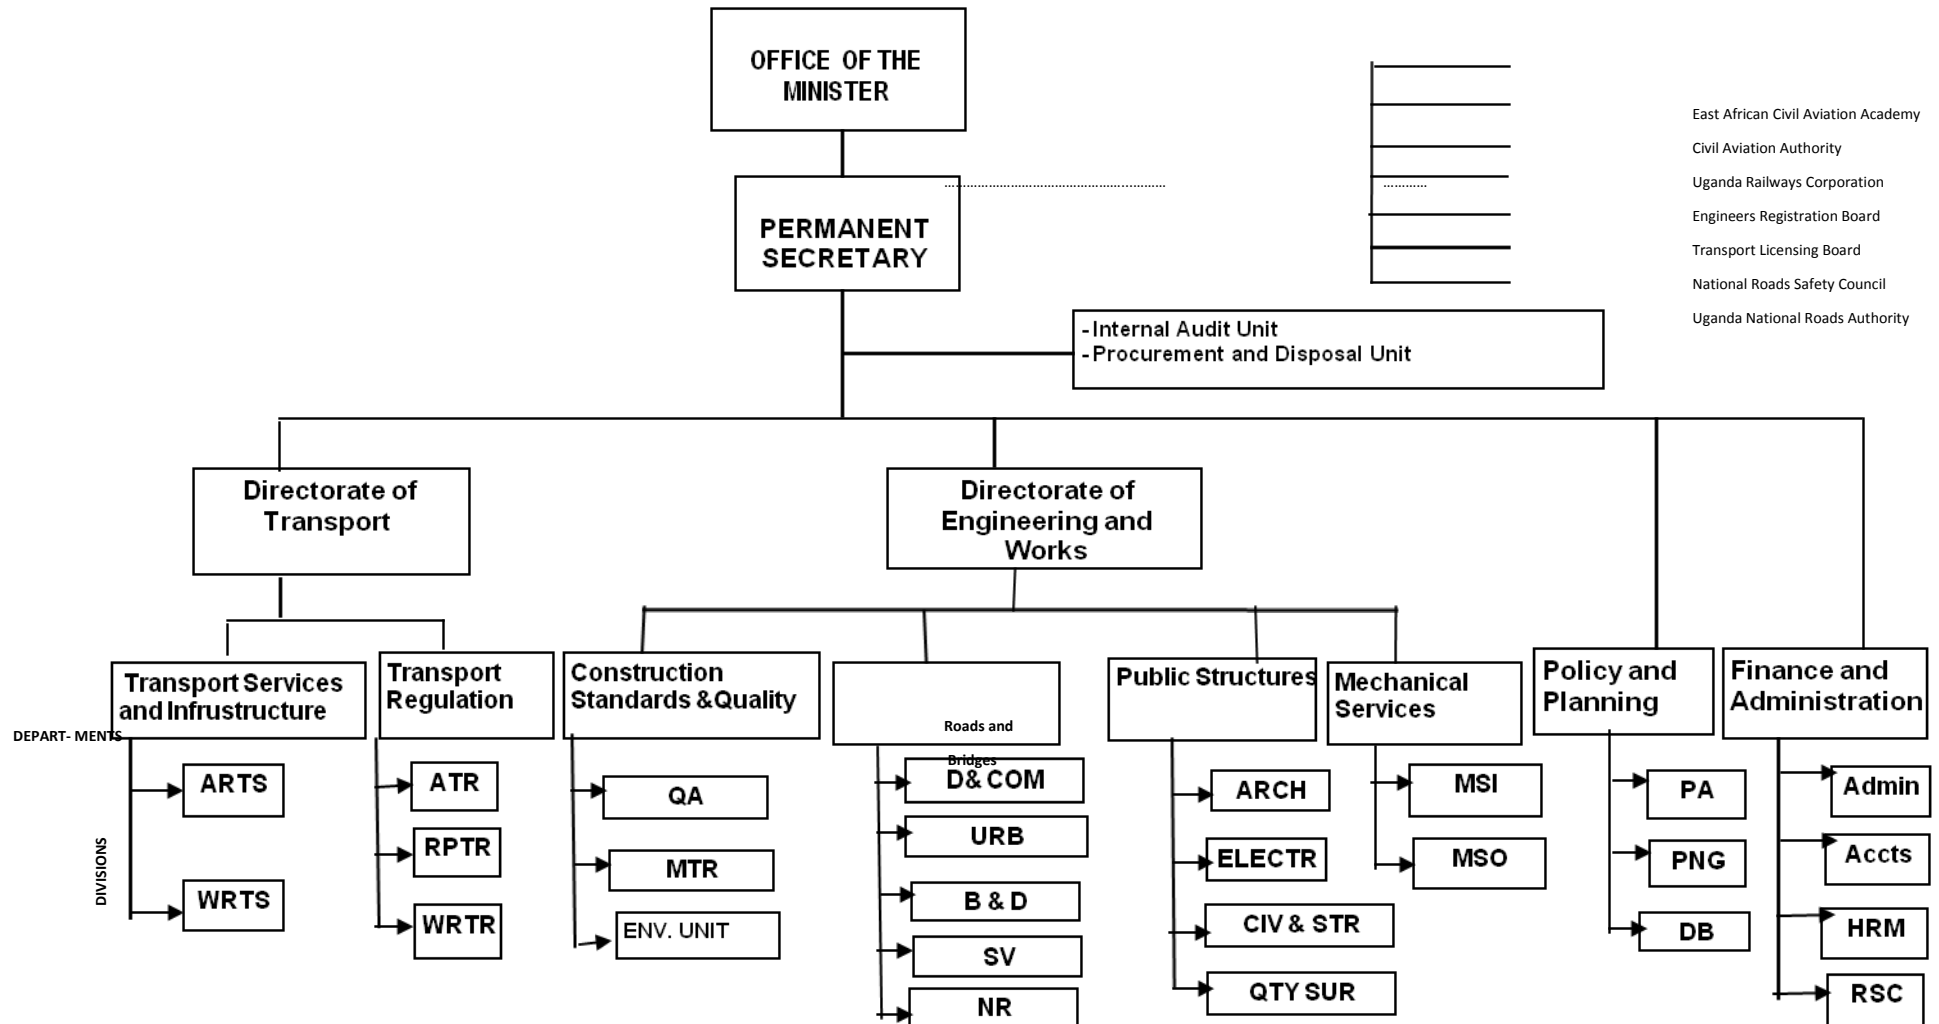 OFFICE OF THE
MINISTER
East African Civil Aviation Academy
Civil Aviation Authority
Uganda Railways Corporation
Engineers Registration Board
Transport Licensing Board
National Roads Safety Council
Uganda National Roads Authority
…………………………………………..………
…………
PERMANENT
SECRETARY
-Internal Audit Unit
-Procurement and Disposal Unit
Directorate of
Transport
Directorate of
Engineering and
Works
Transport Services
and Infrustructure
Transport
Regulation
Construction
Standards &Quality
Roads and
Bridges
Public Structures
Mechanical
Services
Policy and
Planning
Finance and
Administration
DEPART- MENTS
DIVISIONS
ARTS
WRTS
ATR
RPTR
WRTR
QA
MTR
ENV. UNIT
D& COM
URB
B & D
SV
NR
ARCH
ELECTR
CIV & STR
QTY SUR
MSI
MSO
PA
PNG
DB
Admin
Accts
HRM
RSC